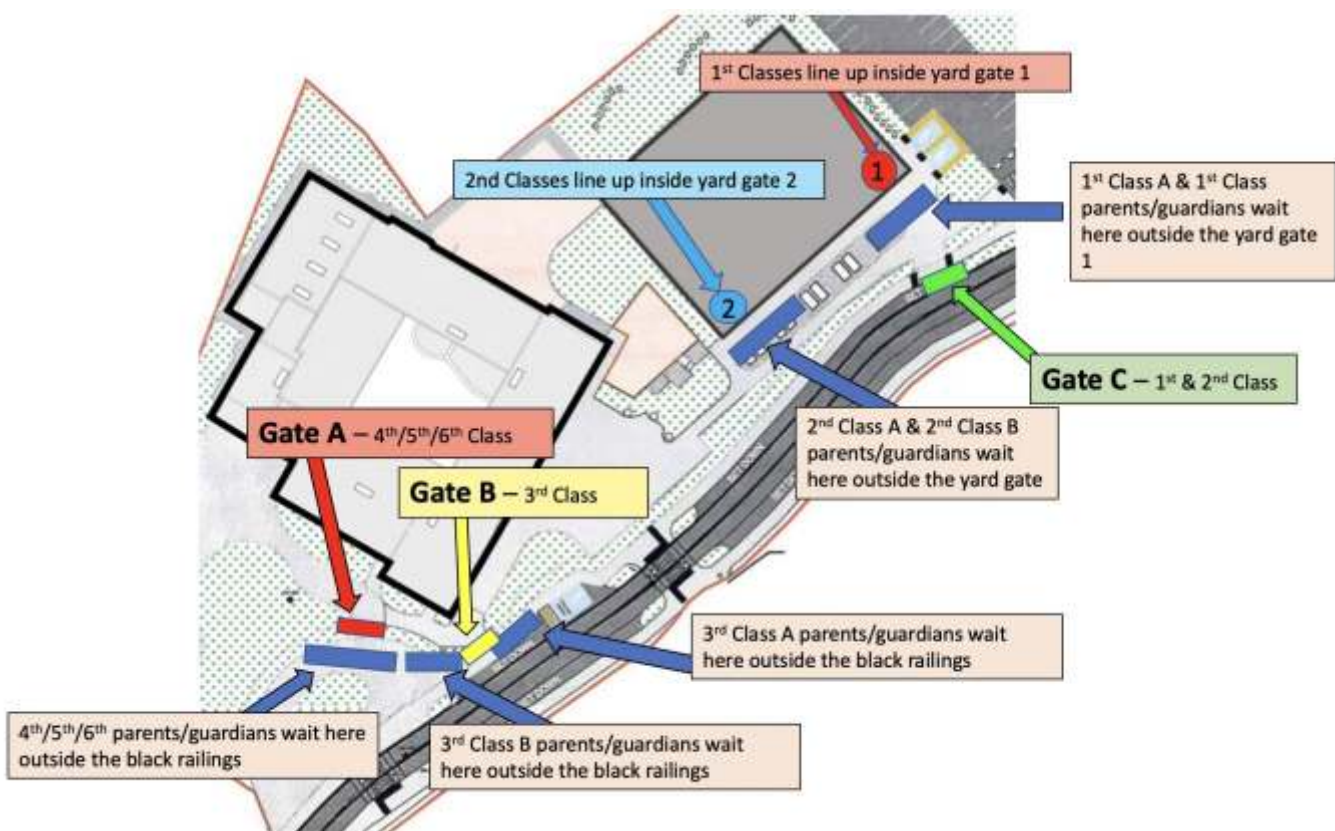 1st Classes line up inside yard gate 1
2nd Classes line up inside yard gate 2
1
1st Class A & 1st Class
parents/guardians wait
here outside the yard gate
1
2
Gate C – 1st & 2nd Class
Gate A – 4th/5th/6th Class
2nd Class A & 2nd Class B
parents/guardians wait
here outside the yard gate
Gate B – 3rd Class
3rd Class A parents/guardians wait
here outside the black railings
4th/5th/6th parents/guardians wait here
outside the black railings
3rd Class B parents/guardians wait
here outside the black railings